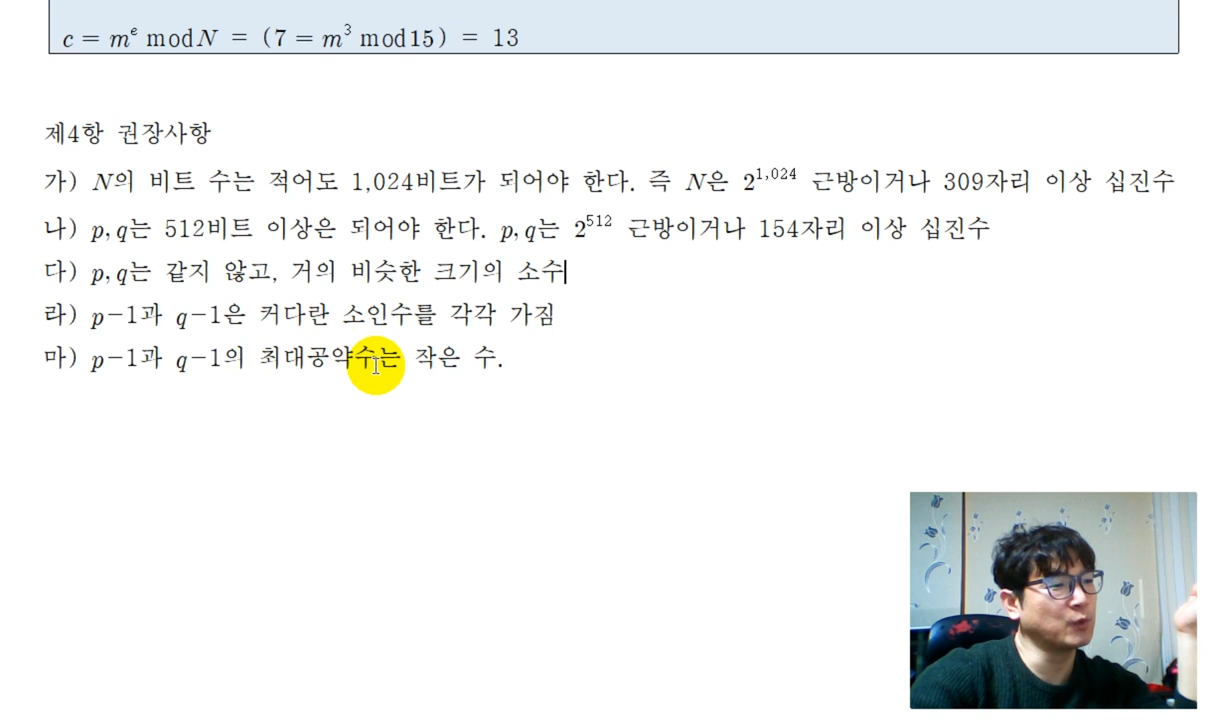 c = m^e mod N = (7 = m^3 mod 15) = 13
제4항 권장사항
가) N의 비트 수는 적어도 1,024비트가 되어야 한다. 즉 N은 2^1,024 근방이거나 309자리 이상 십진수
나) p, q는 512비트 이상은 되어야 한다. p, q는 2^512 근방이거나 154자리 이상 십진수
다) p, q는 같지 않고, 거의 비슷한 크기의 소수
라) p-1과 q-1은 커다란 소인수를 각각 가짐
마) p-1과 q-1의 최대공약수는 작은 수.